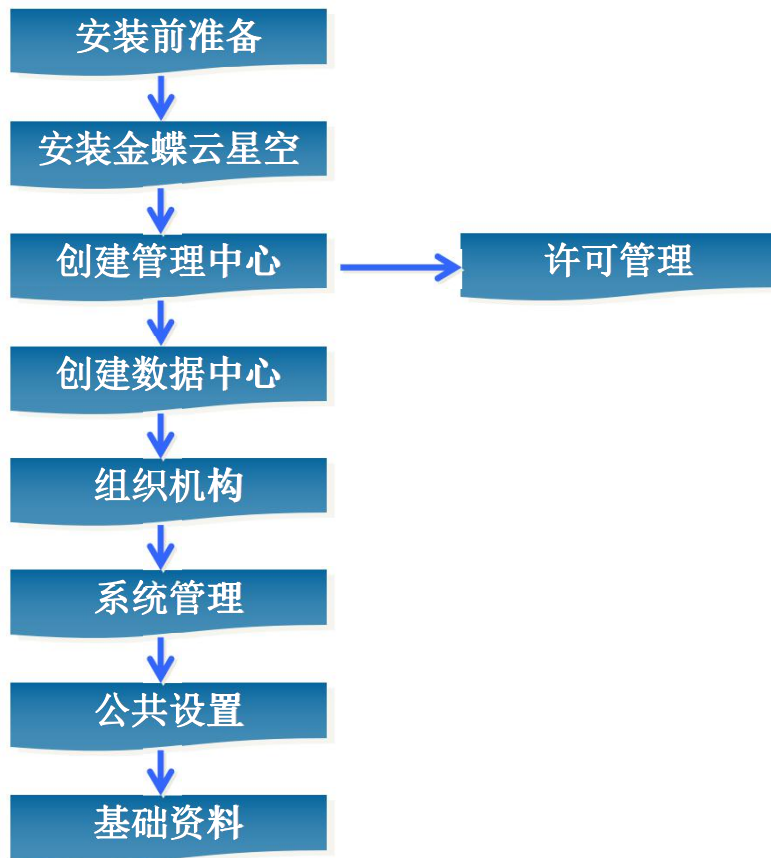 安装前准备
安装金蝶云星空
创建管理中心
许可管理
创建数据中心
组织机构
系统管理
公共设置
基础资料